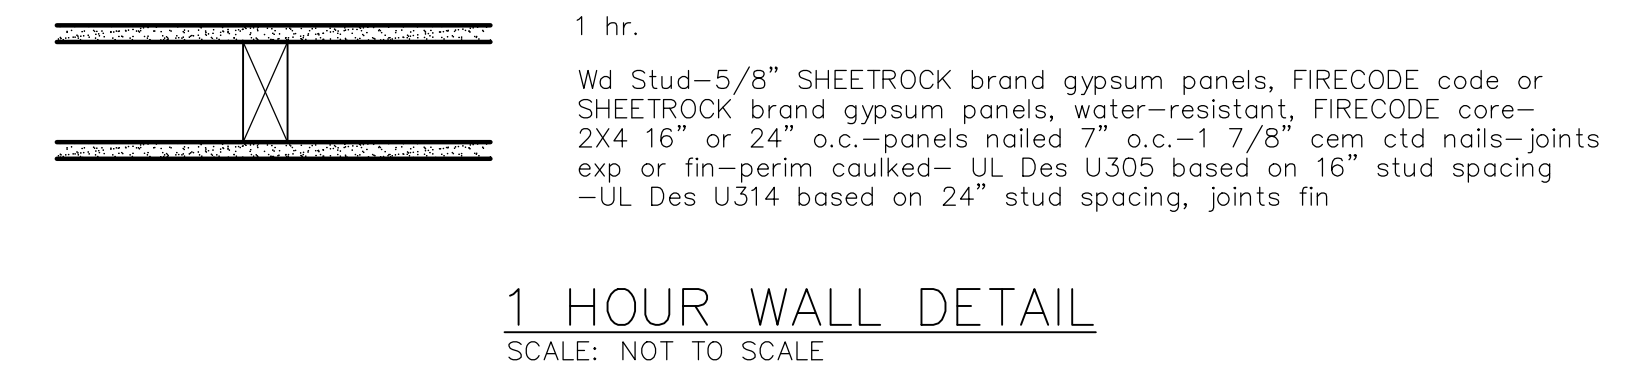 1 hr.
Wd Stud-5/8" SHEETROCK brand gypsum panels, FIRECODE code or
SHEETROCK brand gypsum panels, water-resistant, FIRECODE core-
2X4 16" or 24" o.c.-panels nailed 7" o.c.-1 7/8" cem ctd nails-joints
exp or fin-perim caulked- UL Des U305 based on 16" stud spacing
-UL Des U314 based on 24" stud spacing, joints fin
1 HOUR WALL DETAIL
SCALE: NOT TO SCALE